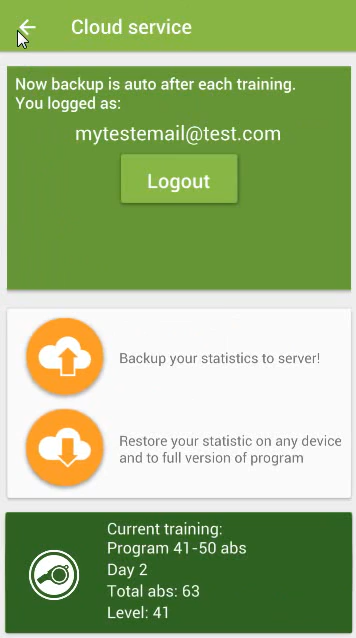 Cloud service
Now backup is auto after each training.
You logged as:
mytestemail@test.com
Logout
Backup your statistics to server!
Restore your statistic on any device
and to full version of program
Current training:
Program 41-50 abs
Day 2
Total abs: 63
Level: 41